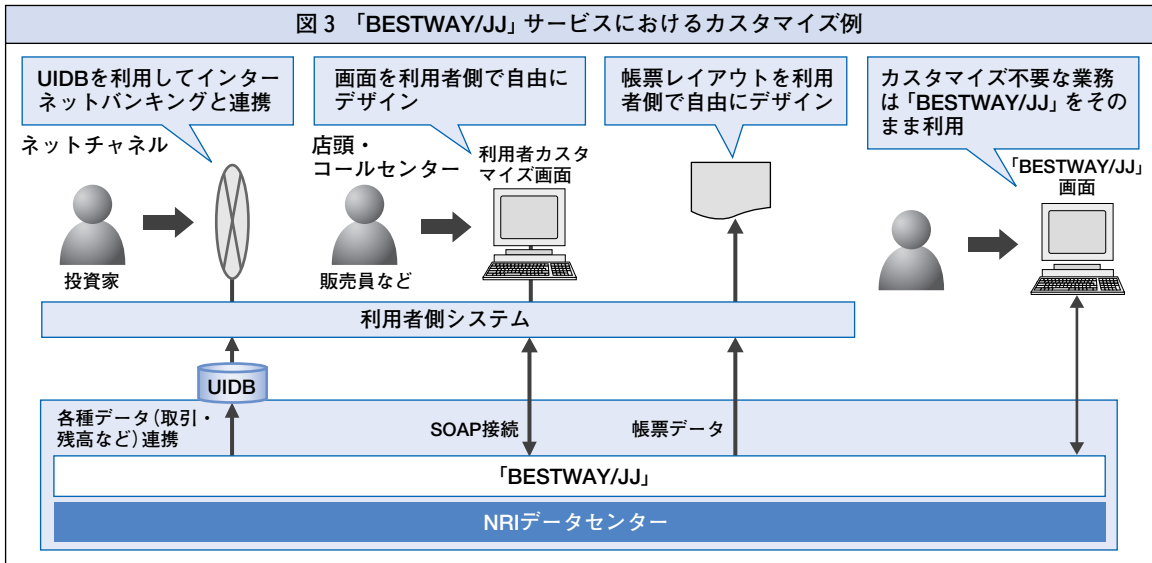 図3 「BESTWAY/JJ」サービスにおけるカスタマイズ例
UIDBを利用してインター
ネットバンキングと連携
画面を利用者側で自由に
デザイン
帳票レイアウトを利用
者側で自由にデザイン
カスタマイズ不要な業務
は「BESTWAY/JJ」をその
まま利用
ネットチャネル
店頭・
コールセンター
利用者カスタ
マイズ画面
「BESTWAY/JJ」
画面
投資家
販売員など
利用者側システム
UIDB
各種データ(取引・
残高など)連携
SOAP接続
帳票データ
「BESTWAY/JJ」
NRIデータセンター